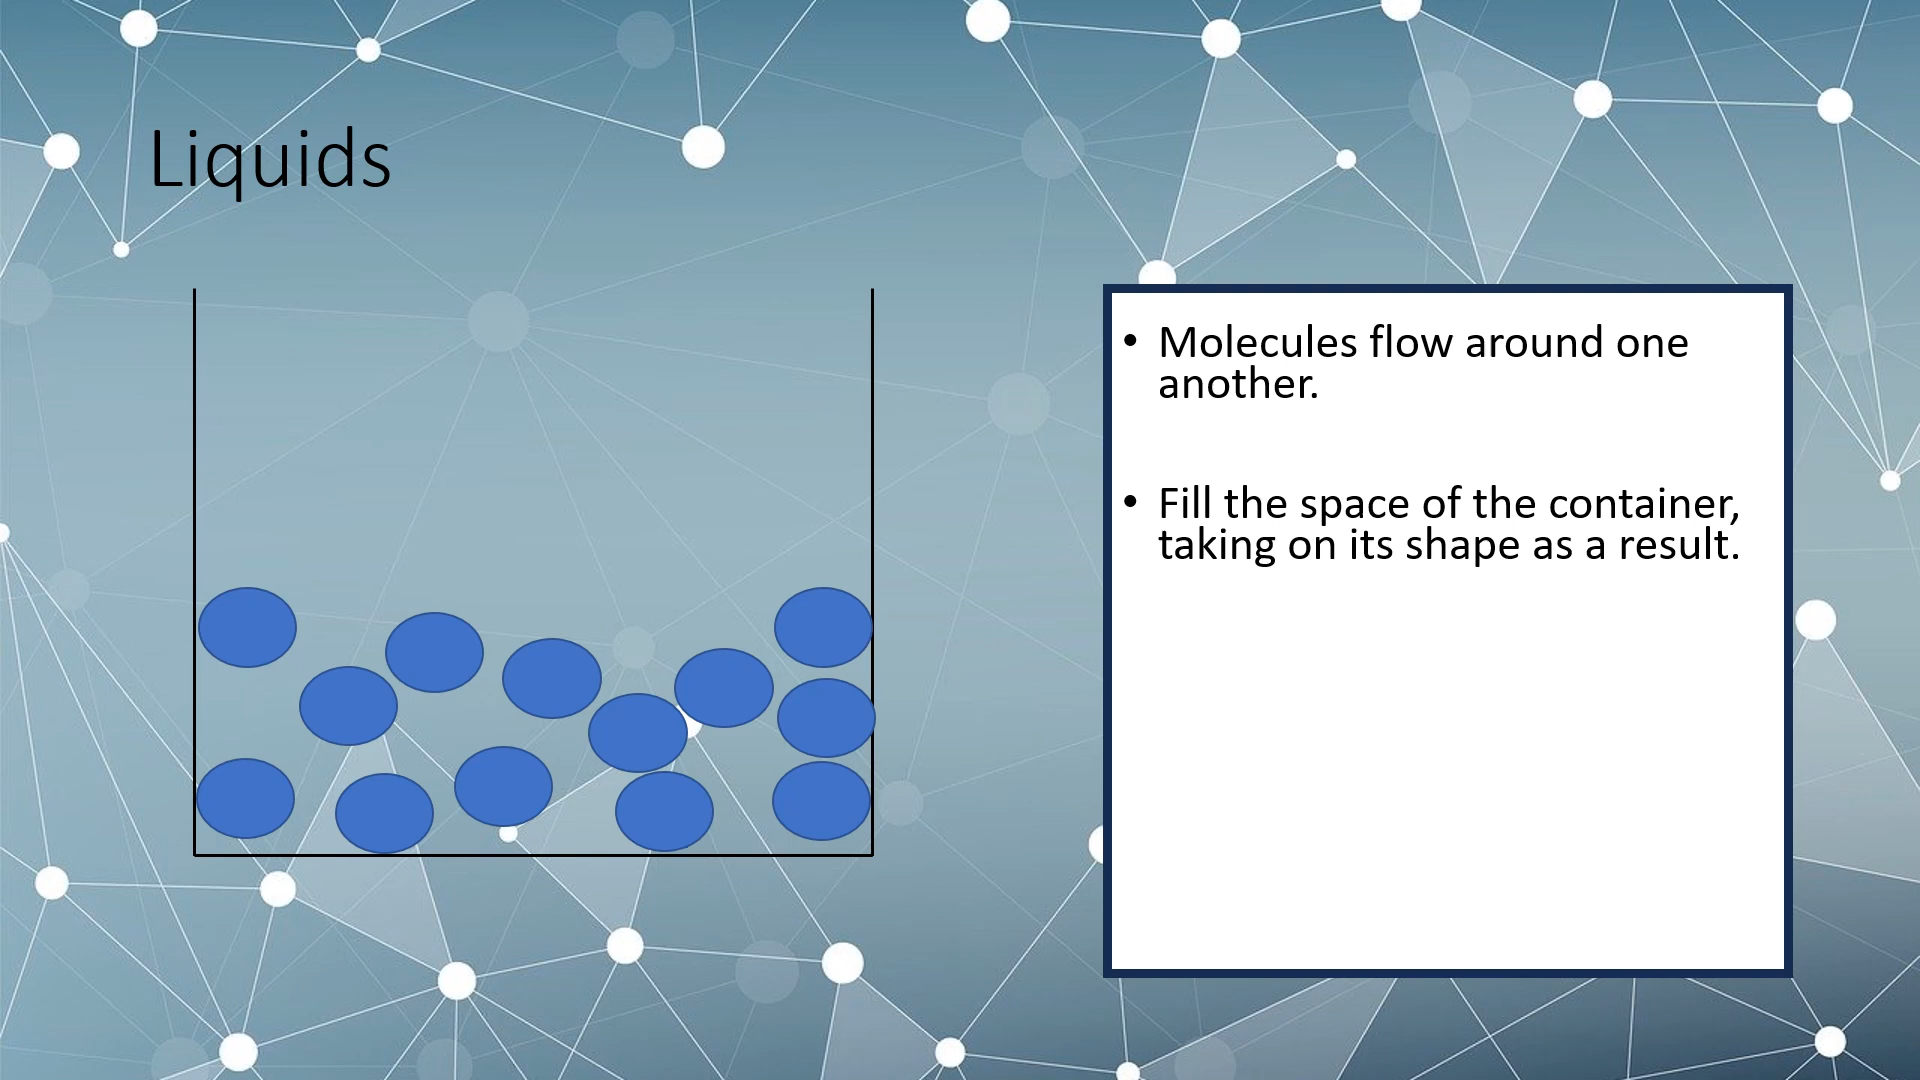 Liquids
• Molecules flow around one
another.
• Fill the space of the container,
taking on its shape as a result.